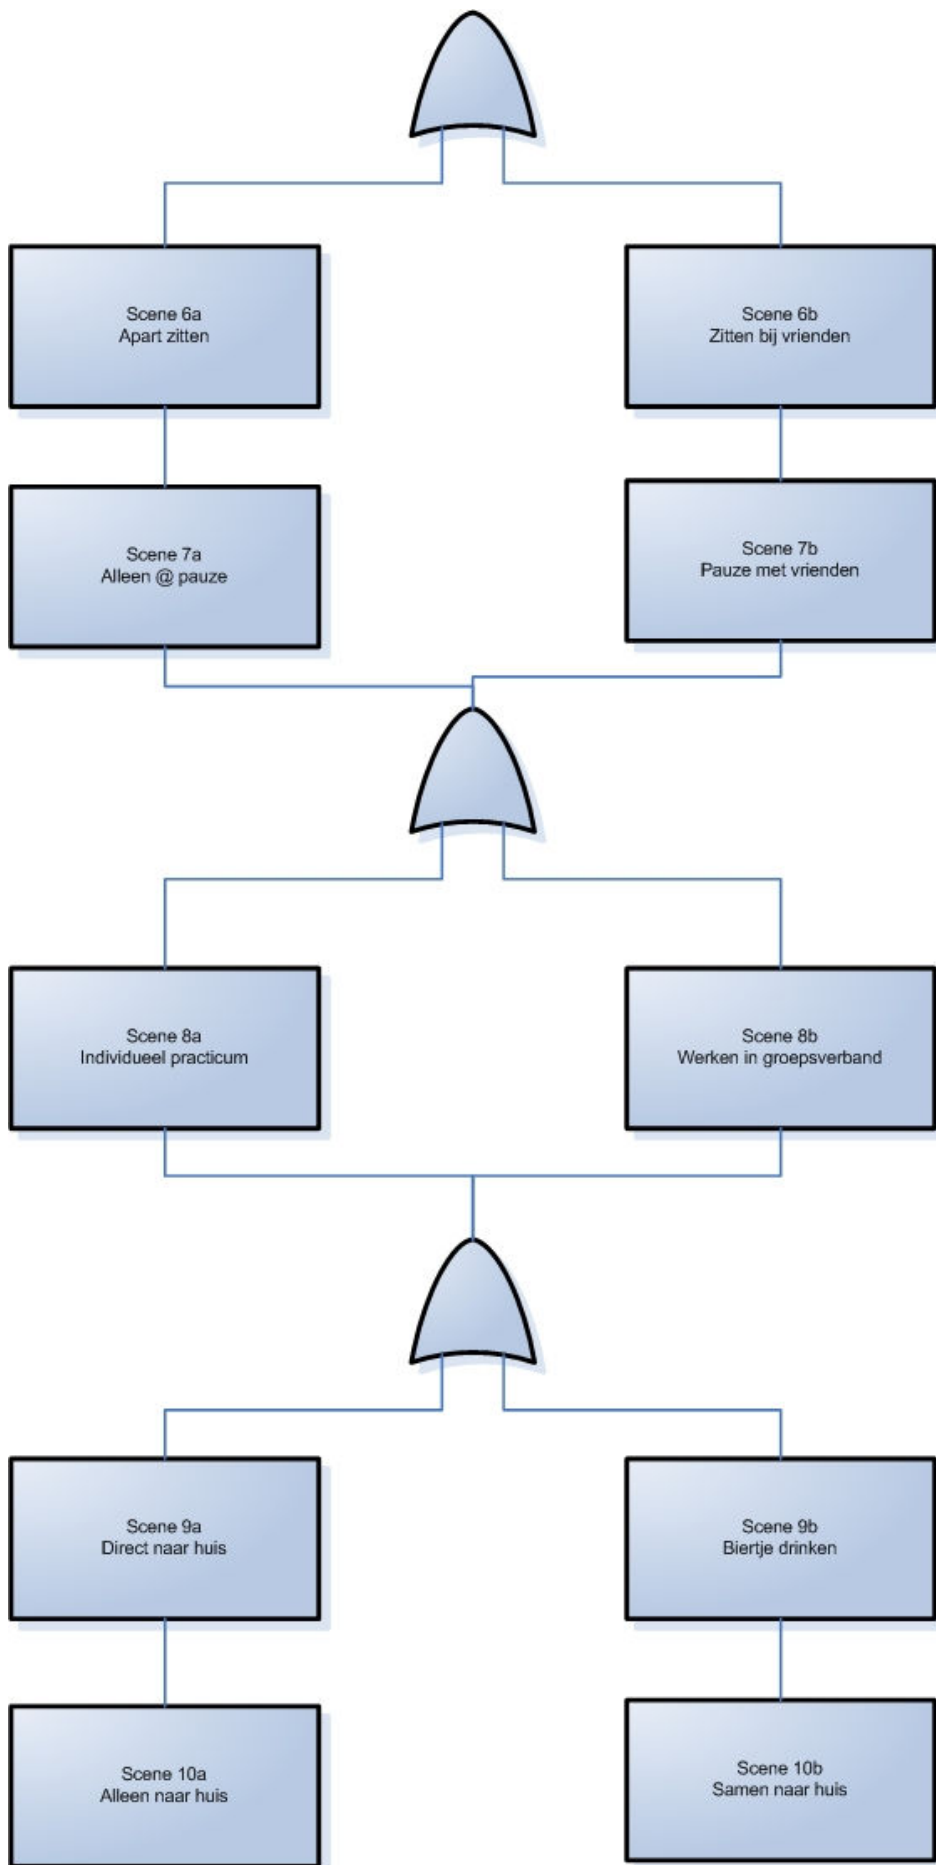 Scene 6a
Apart zitten
Scene 6b
Zitten bij vrienden
Scene 7a
Alleen @ pauze
Scene 7b
Pauze met vrienden
Scene 8a
Individueel practicum
Scene 8b
Werken in groepsverband
Scene 9a
Direct naar huis
Scene 9b
Biertje drinken
Scene 10a
Alleen naar huis
Scene 10b
Samen naar huis